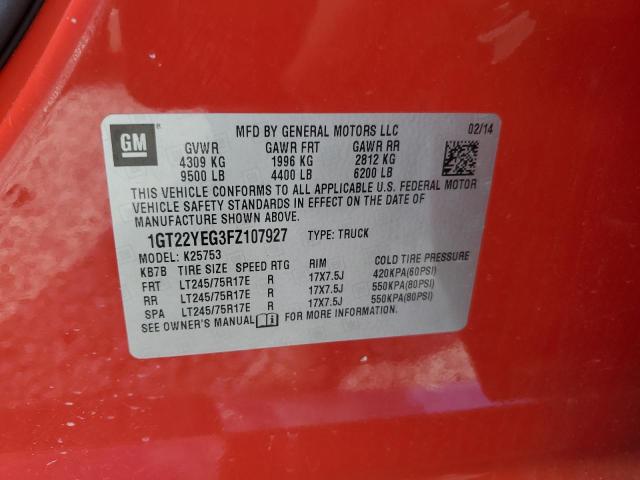 GM
MFD BY GENERAL MOTORS LLC 02/14
GVWR GAWR FRT GAWR RR
4309 KG 1996 KG 2812 KG
9500 LB 4400 LB 6200 LB
THIS VEHICLE CONFORMS TO ALL APPLICABLE U.S. FEDERAL MOTOR
VEHICLE SAFETY STANDARDS IN EFFECT ON THE DATE OF
MANUFACTURE SHOWN ABOVE.
1GT22YEG3FZ107927 TYPE: TRUCK
MODEL: K25753
KB7B TIRE SIZE SPEED RTG RIM COLD TIRE PRESSURE
FRT LT245/75R17E R 17X7.5J 420KPA(60PSI)
RR LT245/75R17E R 17X7.5J 550KPA(80PSI)
SPA LT245/75R17E R 17X7.5J 550KPA(80PSI)
SEE OWNER'S MANUAL FOR MORE INFORMATION.